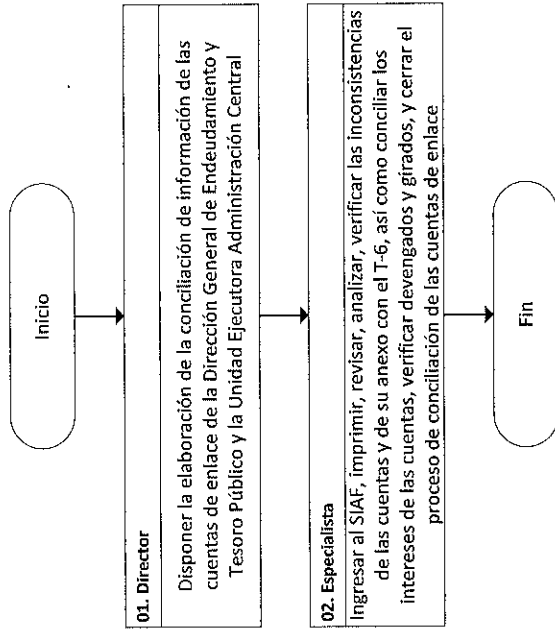 Inicio
01. Director
Disponer la elaboración de la conciliación de información de las
cuentas de enlace de la Dirección General de Endeudamiento y
Tesoro Público y la Unidad Ejecutora Administración Central
02. Especialista
Ingresar al SIAF, imprimir, revisar, analizar, verificar las inconsistencias
de las cuentas y de su anexo con el T-6, así como conciliar los
intereses de las cuentas, verificar devengados y girados, y cerrar el
proceso de conciliación de las cuentas de enlace
Fin